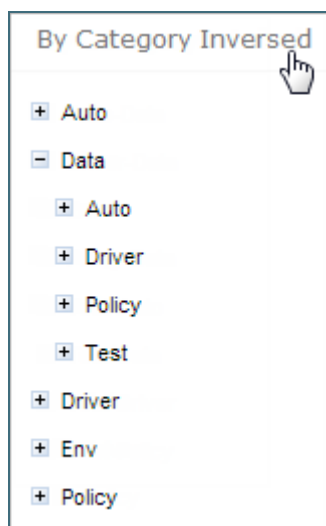 By Category Inversed
Auto
Data
Auto
Driver
Policy
Test
Driver
Env
Policy